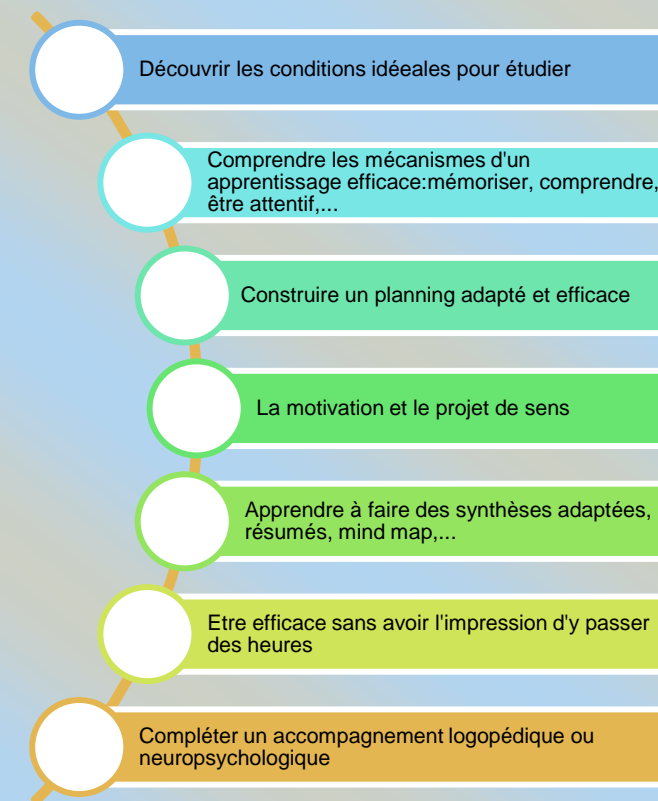 Découvrir les conditions idéeales pour étudier
Comprendre les mécanismes d'un
apprentissage efficace:mémoriser, comprendre,
être attentif,...
Construire un planning adapté et efficace
La motivation et le projet de sens
Apprendre à faire des synthèses adaptées,
résumés, mind map,...
Etre efficace sans avoir l'impression d'y passer
des heures
Compléter un accompagnement logopédique ou
neuropsychologique